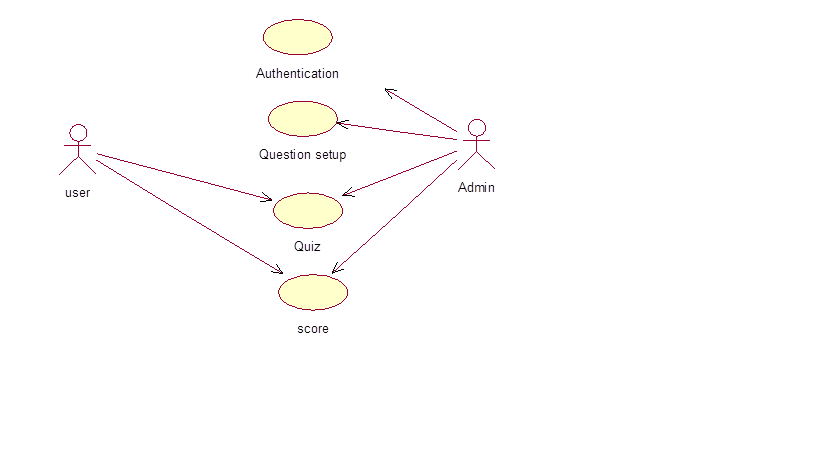 Authentication
Question setup
user
Admin
Quiz
score